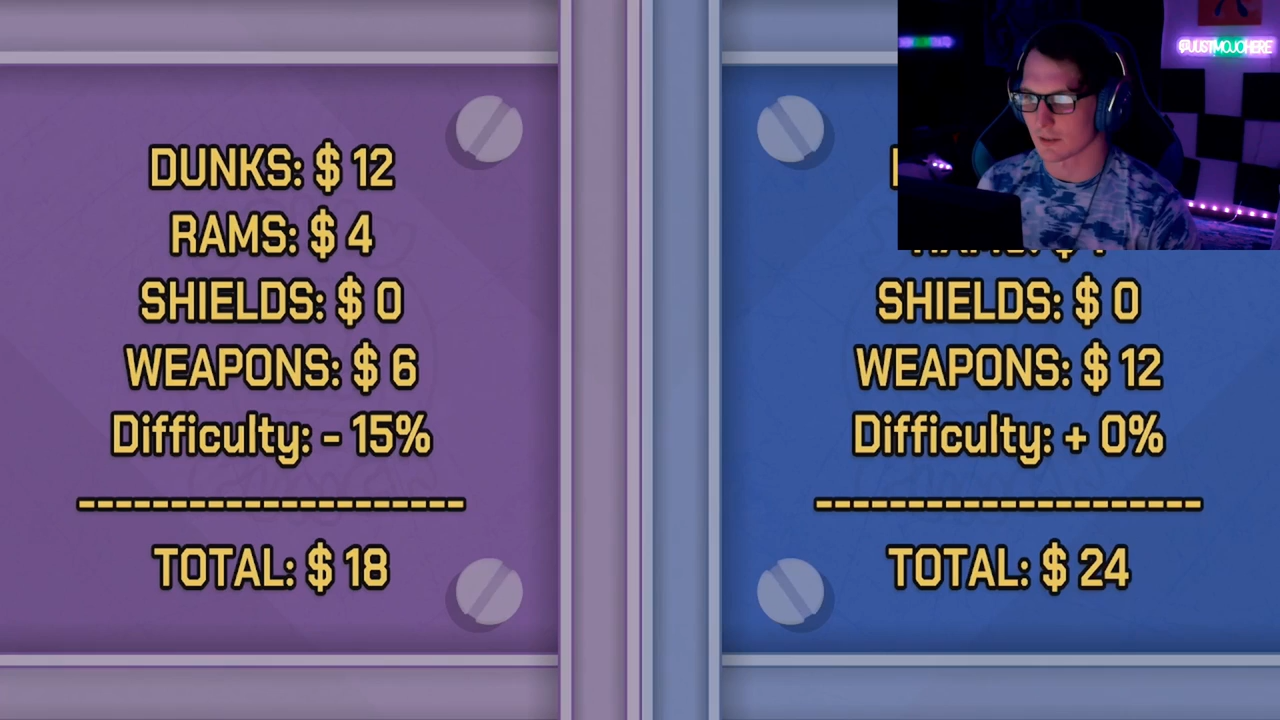 DUNKS: $ 12
RAMS: $ 4
SHIELDS: $ 0
WEAPONS: $ 6
Difficulty: - 15%
--------------------
TOTAL: $ 18
SHIELDS: $ 0
WEAPONS: $ 12
Difficulty: + 0%
--------------------
TOTAL: $ 24
@JUSTMOJOHERE